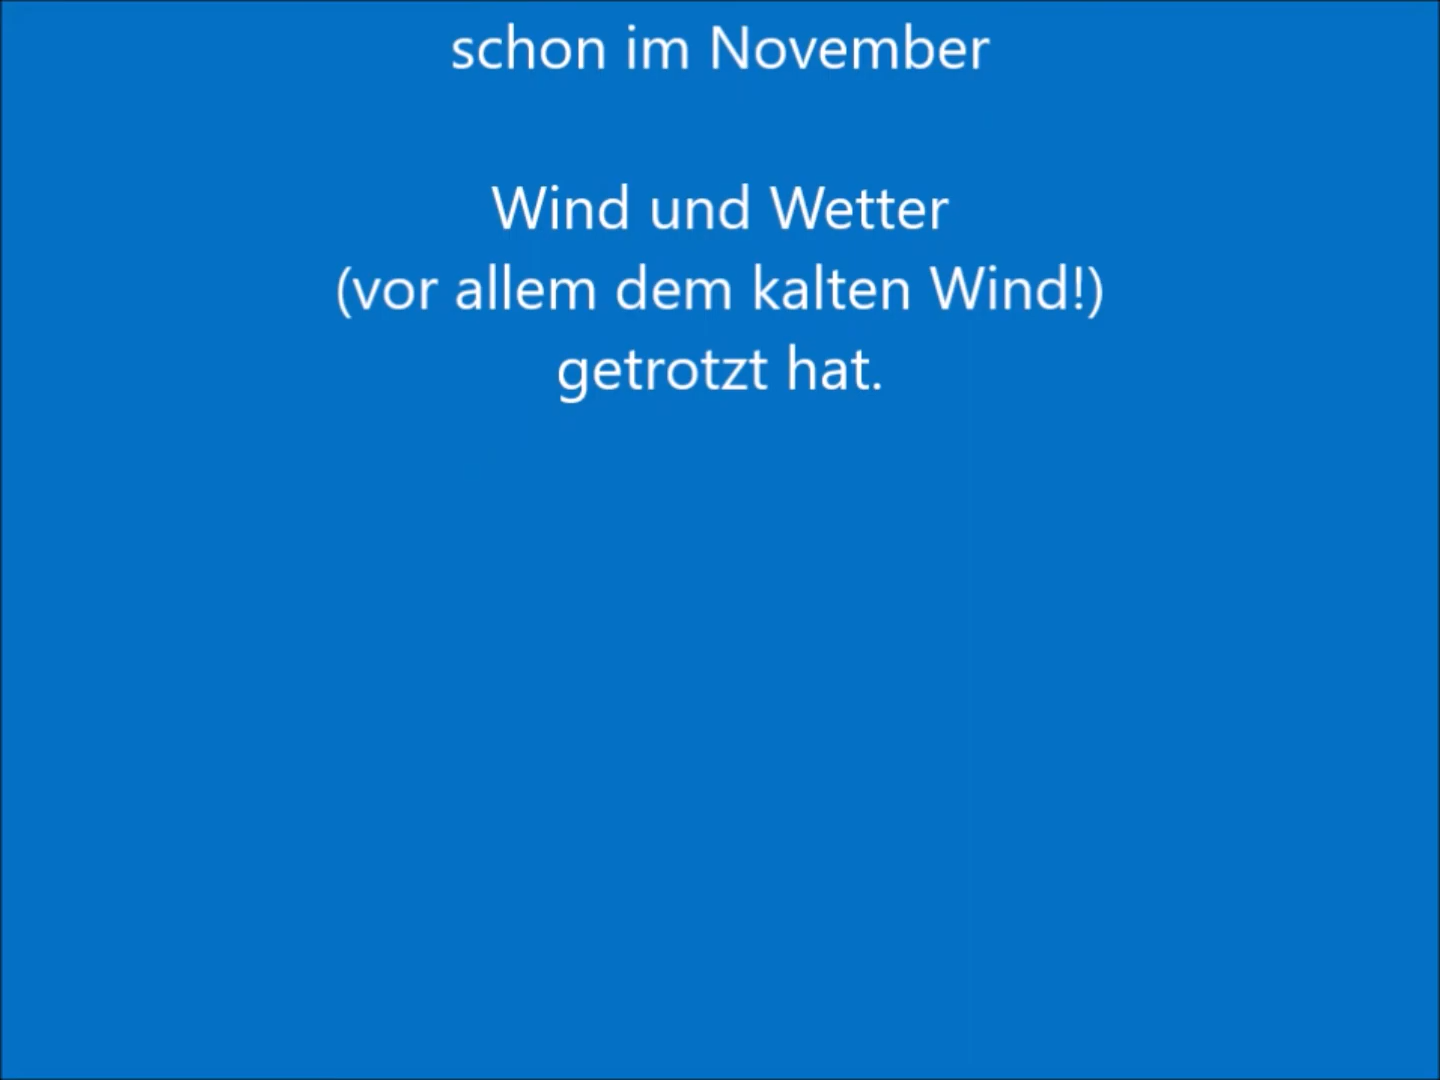 schon im November
Wind und Wetter
(vor allem dem kalten Wind!)
getrotzt hat.